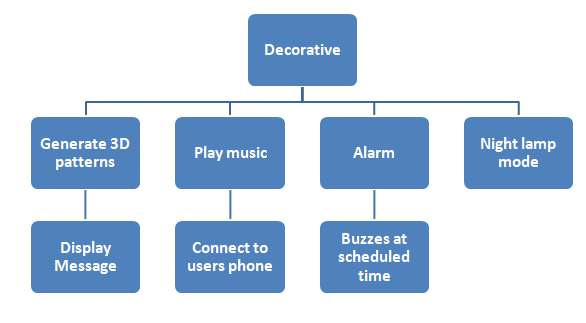 Decorative
Generate 3D
patterns
Play music
Alarm
Night lamp
mode
Display
Message
Connect to
users phone
Buzzes at
scheduled
time